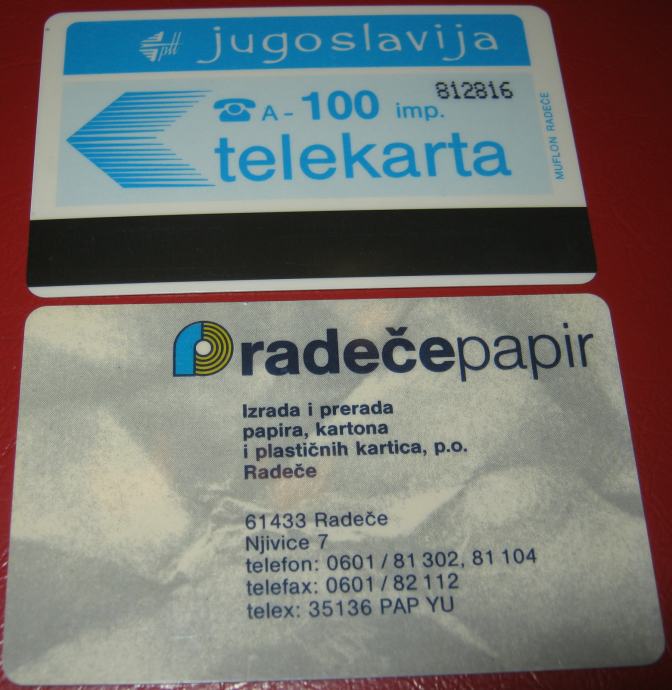 ptt jugoslavija
812816
A - 100 imp.
telekarta
MUFLON RADEČE
radečepapir
Izrada i prerada
papira, kartona
i plastičnih kartica, p.o.
Radeče
61433 Radeče
Njivice 7
telefon: 0601 / 81 302, 81 104
telefax: 0601 / 82 112
telex: 35136 PAP YU